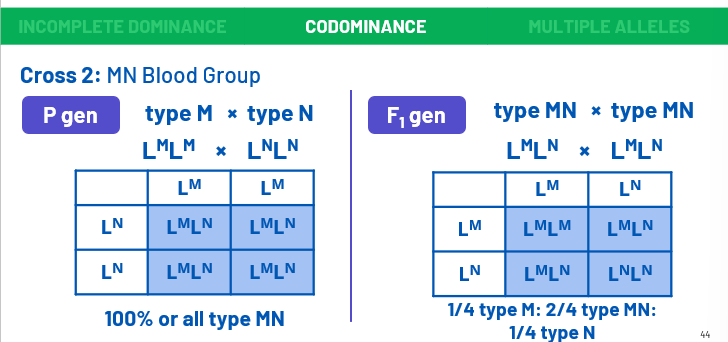 INCOMPLETE DOMINANCE CODOMINANCE MULTIPLE ALLELES
Cross 2: MN Blood Group
P gen type M × type N
LᴹLᴹ × LᴺLᴺ
Lᴹ Lᴹ
Lᴺ LᴹLᴺ LᴹLᴺ
Lᴺ LᴹLᴺ LᴹLᴺ
100% or all type MN
F₁ gen type MN × type MN
LᴹLᴺ × LᴹLᴺ
Lᴹ Lᴺ
Lᴹ LᴹLᴹ LᴹLᴺ
Lᴺ LᴹLᴺ LᴺLᴺ
1/4 type M: 2/4 type MN:
1/4 type N
44